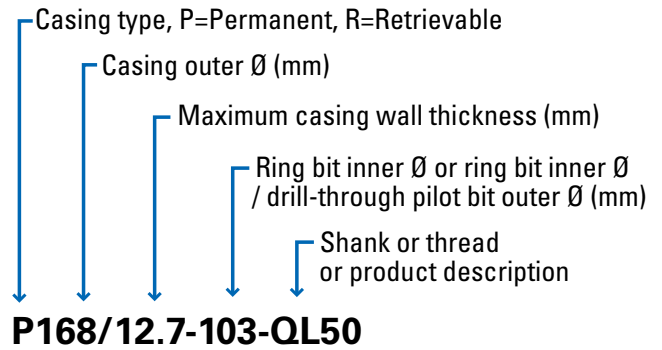 Casing type, P=Permanent, R=Retrievable
Casing outer Ø (mm)
Maximum casing wall thickness (mm)
Ring bit inner Ø or ring bit inner Ø
/ drill-through pilot bit outer Ø (mm)
Shank or thread
or product description
P168/12.7-103-QL50